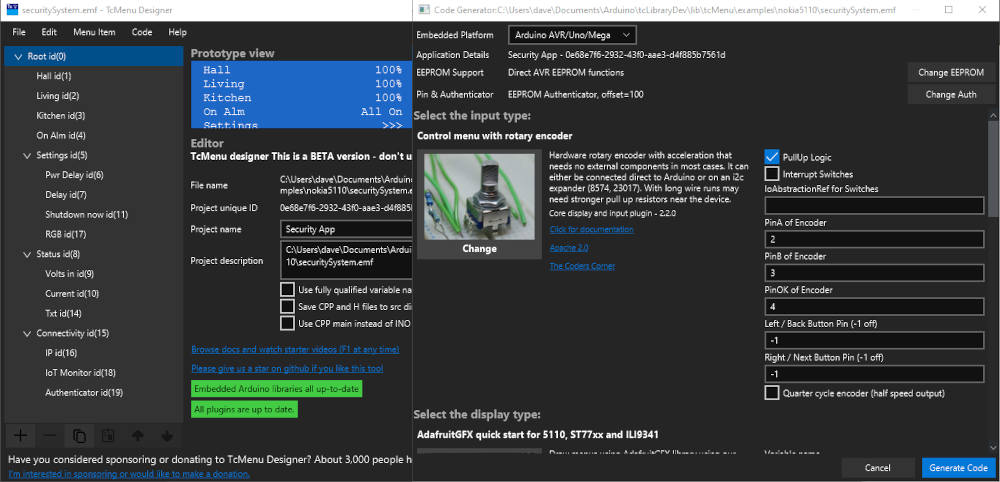 securitySystem.emf - TcMenu Designer
File Edit Menu Item Code Help
Root id(0)
Hall id(1)
Living id(2)
Kitchen id(3)
On Alm id(4)
Settings id(5)
Pwr Delay id(6)
Delay id(7)
Shutdown now id(11)
RGB id(17)
Status id(8)
Volts in id(9)
Current id(10)
Txt id(14)
Connectivity id(15)
IP id(16)
IoT Monitor id(18)
Authenticator id(19)
Prototype view
Hall 100%
Living 100%
Kitchen 100%
On Alm All On
Settings >>>
Editor
TcMenu designer This is a BETA version - don't u
File name C:\Users\dave\Documents\Arduino
mples\nokia5110\securitySystem.e
Project unique ID 0e68e7f6-2932-43f0-aae3-d4f885b
Project name Security App
Project description C:\Users\dave\Documents\Ardui
10\securitySystem.emf
Use fully qualified variable na
Save CPP and H files to src di
Use CPP main instead of INO
Browse docs and watch starter videos (F1 at any time)
Please give us a star on github if you like this tool
Embedded Arduino libraries all up-to-date
All plugins are up to date.
Have you considered sponsoring or donating to TcMenu Designer? About 3,000 people h
I'm interested in sponsoring or would like to make a donation.
Code Generator:C:\Users\dave\Documents\Arduino\tcLibraryDev\lib\tcMenu\examples\nokia5110\securitySystem.emf
Embedded Platform Arduino AVR/Uno/Mega
Application Details Security App - 0e68e7f6-2932-43f0-aae3-d4f885b7561d
EEPROM Support Direct AVR EEPROM functions Change EEPROM
Pin & Authenticator EEPROM Authenticator, offset=100 Change Auth
Select the input type:
Control menu with rotary encoder
Change
Hardware rotary encoder with acceleration that
needs no external components in most cases. It can
either be connected direct to Arduino or on an i2c
expander (8574, 23017). With long wire runs may
need stronger pull up resistors near the device.
Core display and input plugin - 2.2.0
Click for documentation
Apache 2.0
The Coders Corner
PullUp Logic
Interrupt Switches
IoAbstractionRef for Switches
PinA of Encoder
2
PinB of Encoder
3
PinOK of Encoder
4
Left / Back Button Pin (-1 off)
-1
Right / Next Button Pin (-1 off)
-1
Quarter cycle encoder (half speed output)
Select the display type:
AdafruitGFX quick start for 5110, ST77xx and ILI9341
Draw menus using AdafruitGFX library using our
Variable name
Cancel Generate Code